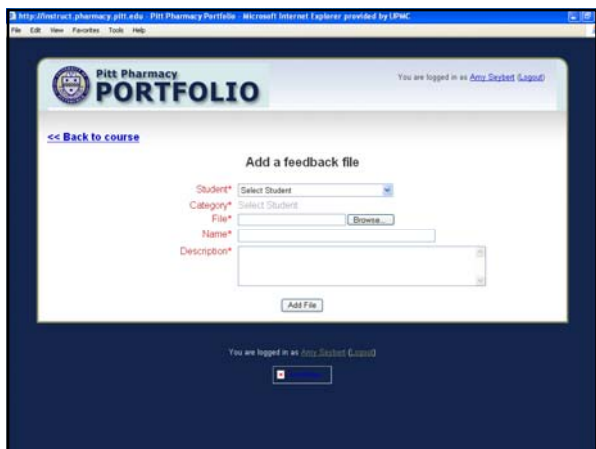 http://instruct.pharmacy.pitt.edu - Pitt Pharmacy Portfolio - Microsoft Internet Explorer provided by UPMC
File Edit View Favorites Tools Help
Pitt Pharmacy
PORTFOLIO
You are logged in as Amy Seybert (Logout)
<< Back to course
Add a feedback file
Student* Select Student
Category* Select Student
File* Browse...
Name*
Description*
Add File
You are logged in as Amy Seybert (Logout)